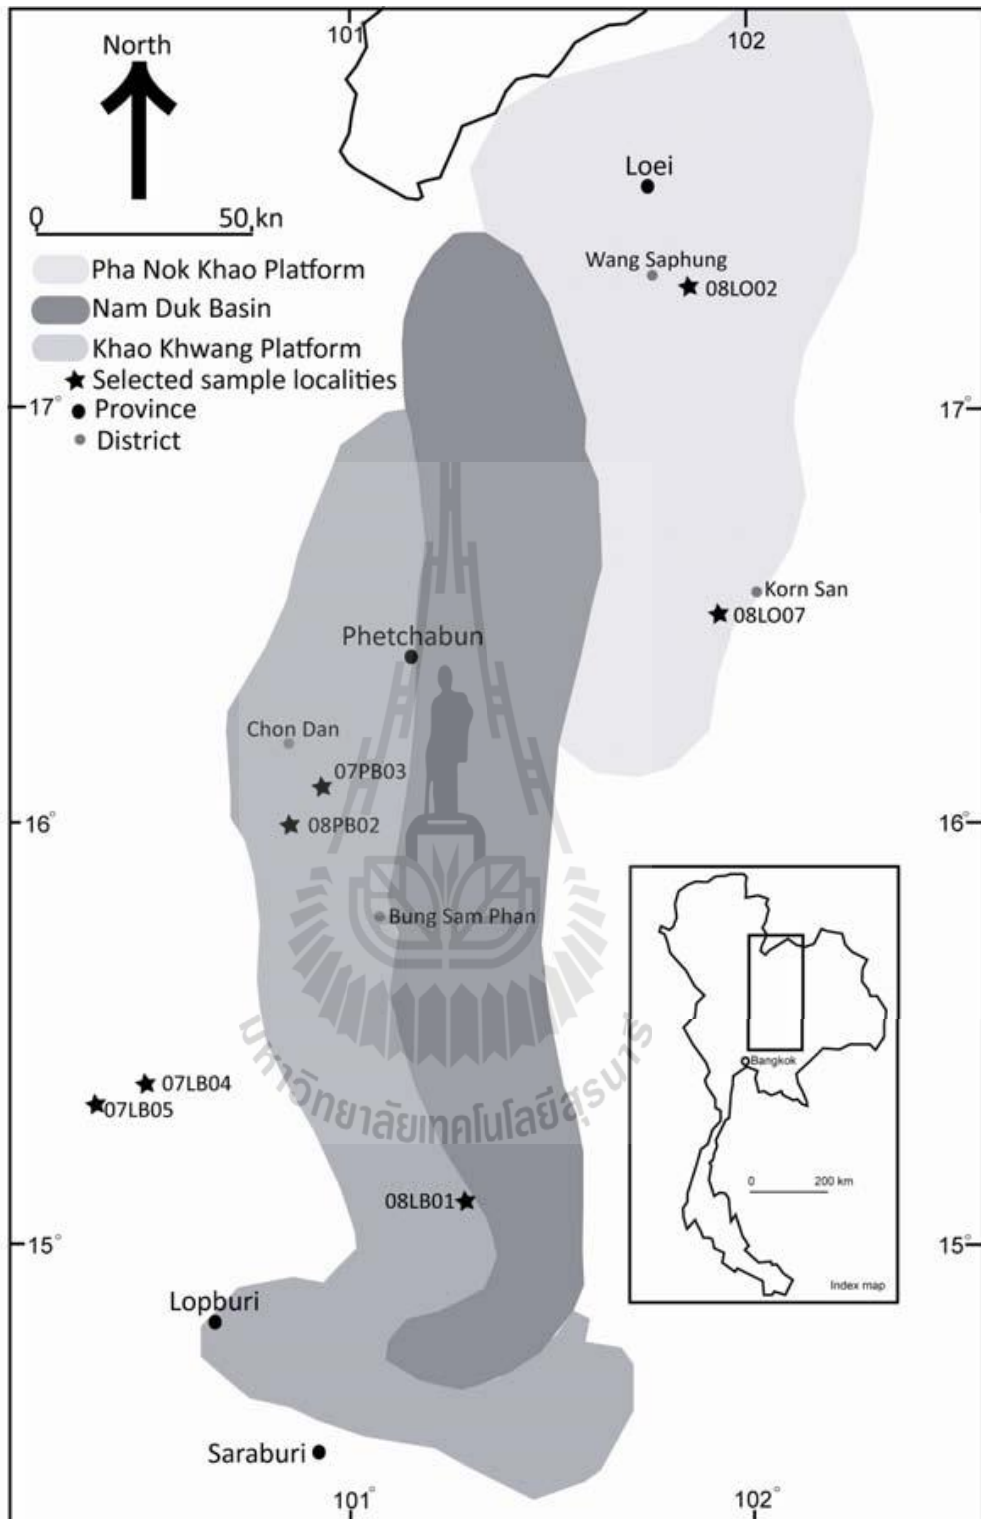 101
102°
North
0 50 kn
Pha Nok Khao Platform
Nam Duk Basin
Khao Khwang Platform
Selected sample localities
Province
District
Loei
Wang Saphung
08LO02
17°
17°
Korn San
08LO07
Phetchabun
Chon Dan
07PB03
08PB02
16°
16°
Bung Sam Phan
มหาวิทยาลัยเทคโนโลยีสุรนารี
07LB04
07LB05
08LB01
15°
15°
Lopburi
Saraburi
Bangkok
0 200 km
Index map
101°
102°